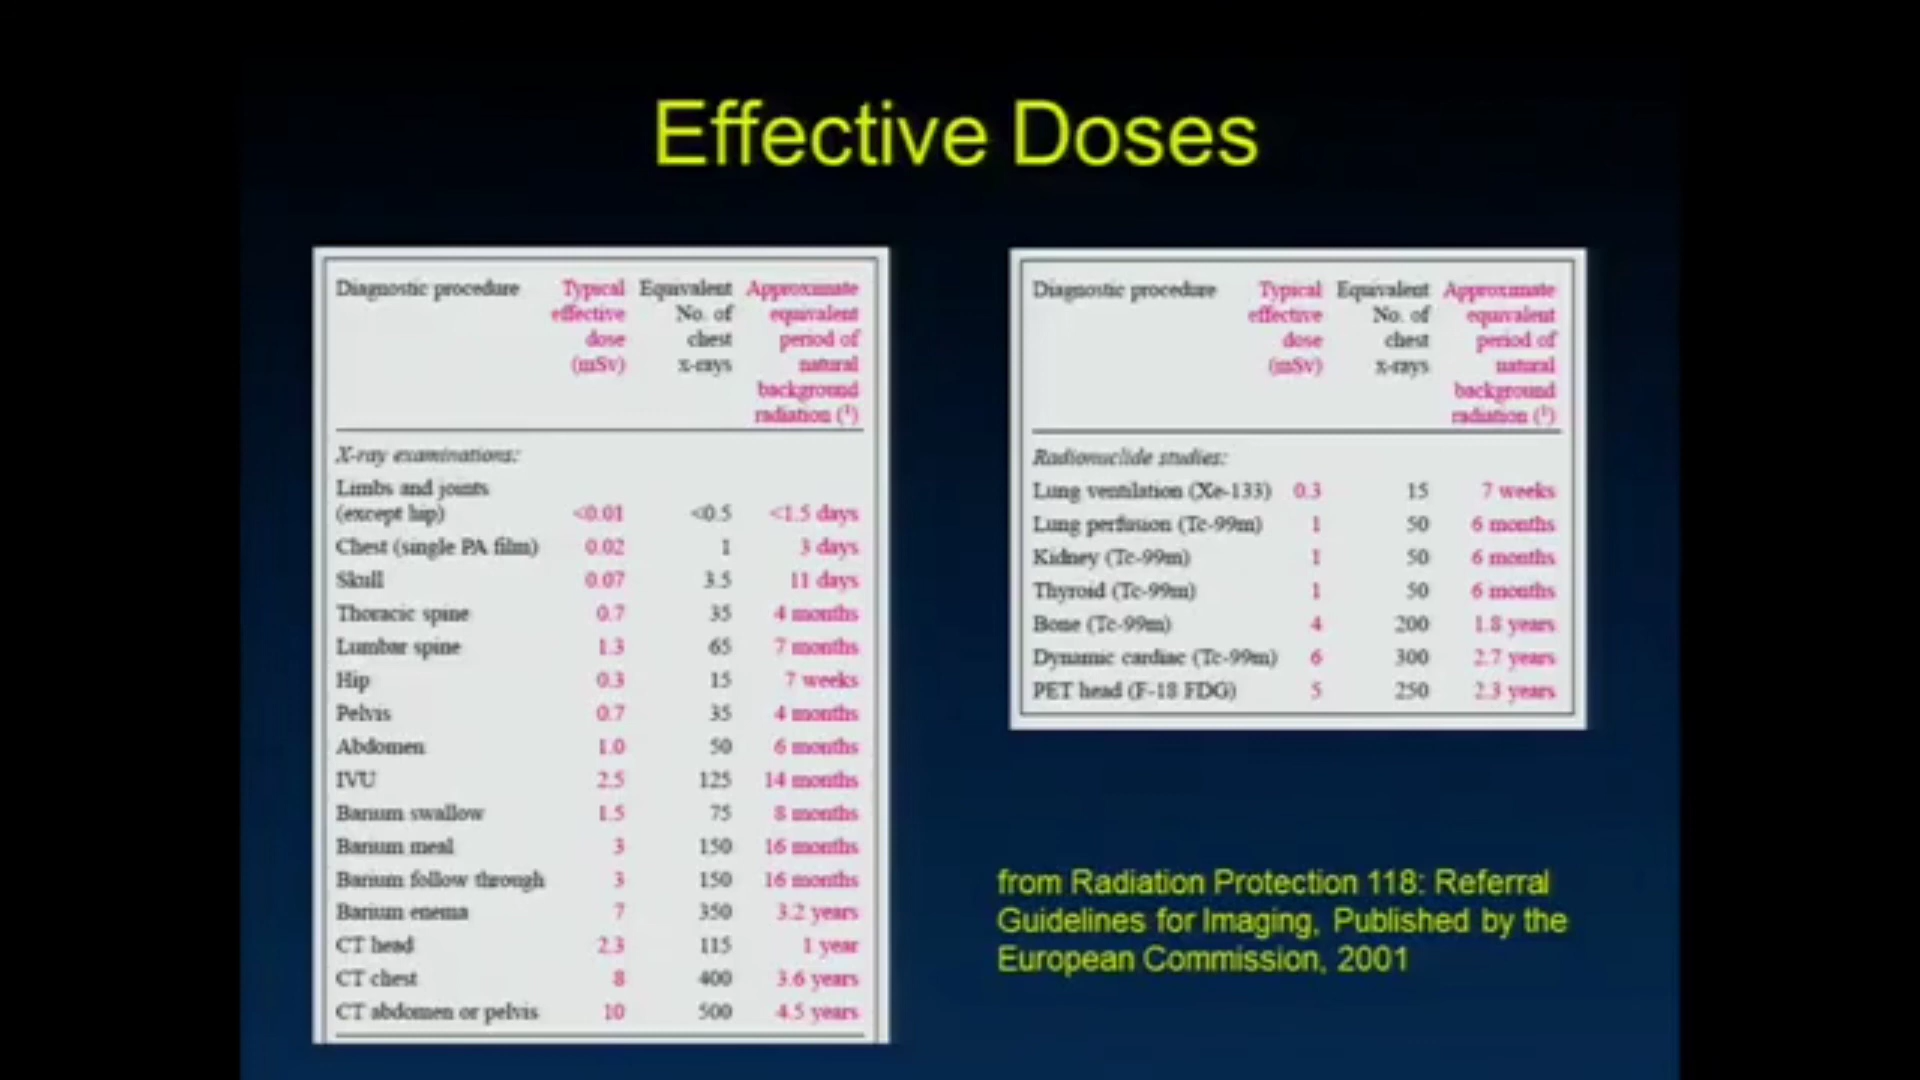 Effective Doses
Diagnostic procedure Typical Equivalent Approximate
effective No. of equivalent
dose chest period of
(mSv) x-rays natural
background
radiation (¹)
X-ray examinations:
Limbs and joints
(except hip) <0.01 <0.5 <1.5 days
Chest (single PA film) 0.02 1 3 days
Skull 0.07 3.5 11 days
Thoracic spine 0.7 35 4 months
Lumbar spine 1.3 65 7 months
Hip 0.3 15 7 weeks
Pelvis 0.7 35 4 months
Abdomen 1.0 50 6 months
IVU 2.5 125 14 months
Barium swallow 1.5 75 8 months
Barium meal 3 150 16 months
Barium follow through 3 150 16 months
Barium enema 7 350 3.2 years
CT head 2.3 115 1 year
CT chest 8 400 3.6 years
CT abdomen or pelvis 10 500 4.5 years
Diagnostic procedure Typical Equivalent Approximate
effective No. of equivalent
dose chest period of
(mSv) x-rays natural
background
radiation (¹)
Radionuclide studies:
Lung ventilation (Xe-133) 0.3 15 7 weeks
Lung perfusion (Tc-99m) 1 50 6 months
Kidney (Tc-99m) 1 50 6 months
Thyroid (Tc-99m) 1 50 6 months
Bone (Tc-99m) 4 200 1.8 years
Dynamic cardiac (Tc-99m) 6 300 2.7 years
PET head (F-18 FDG) 5 250 2.3 years
from Radiation Protection 118: Referral
Guidelines for Imaging, Published by the
European Commission, 2001